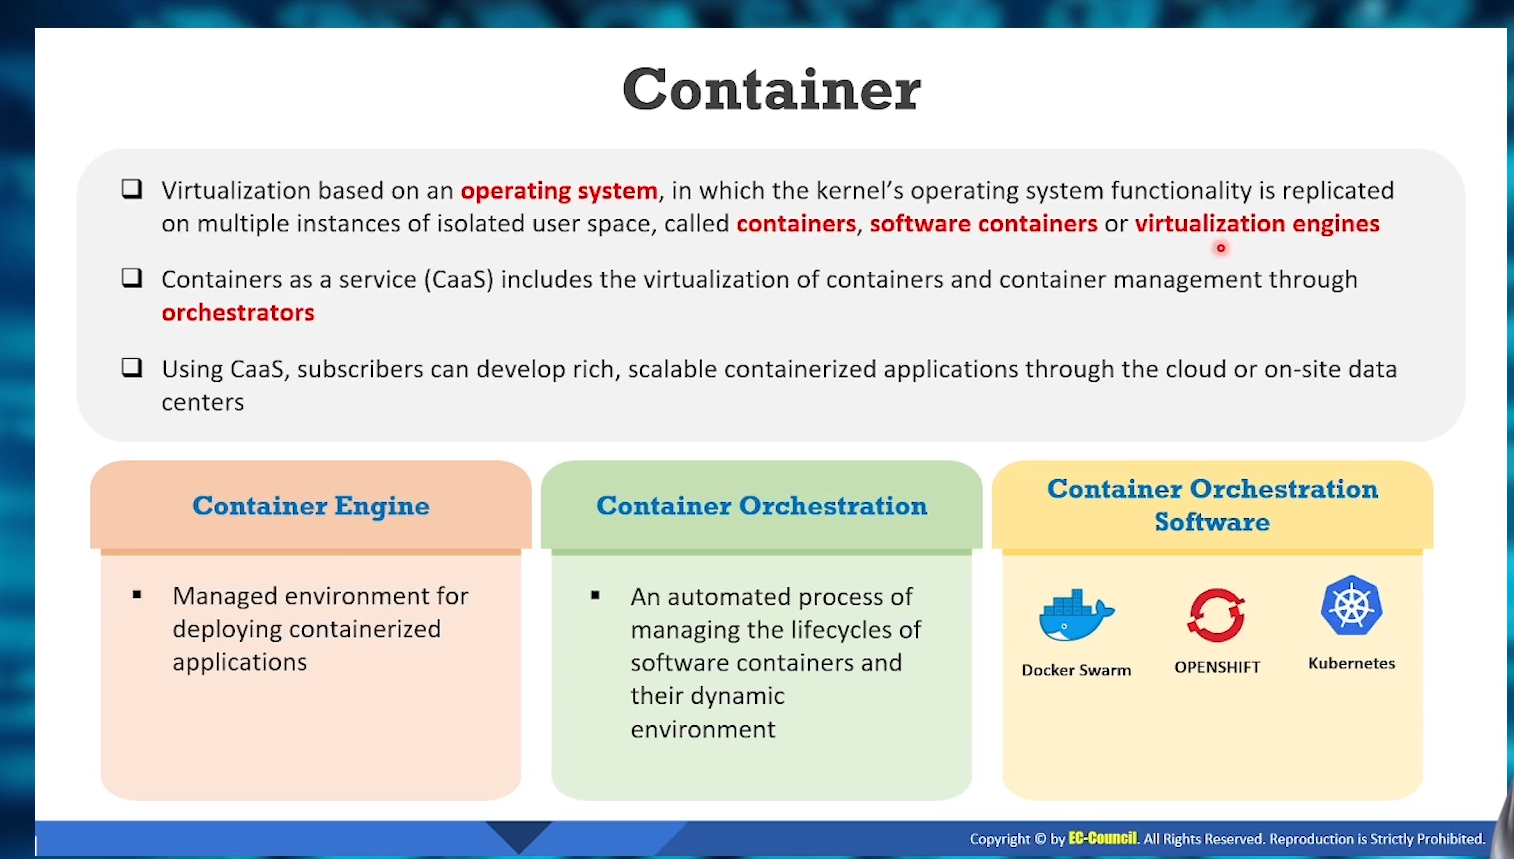 Container
Virtualization based on an operating system, in which the kernel’s operating system functionality is replicated
on multiple instances of isolated user space, called containers, software containers or virtualization engines
Containers as a service (CaaS) includes the virtualization of containers and container management through
orchestrators
Using CaaS, subscribers can develop rich, scalable containerized applications through the cloud or on-site data
centers
Container Engine
Managed environment for
deploying containerized
applications
Container Orchestration
An automated process of
managing the lifecycles of
software containers and
their dynamic
environment
Container Orchestration
Software
Docker Swarm
OPENSHIFT
Kubernetes
Copyright © by EC-Council. All Rights Reserved. Reproduction is Strictly Prohibited.